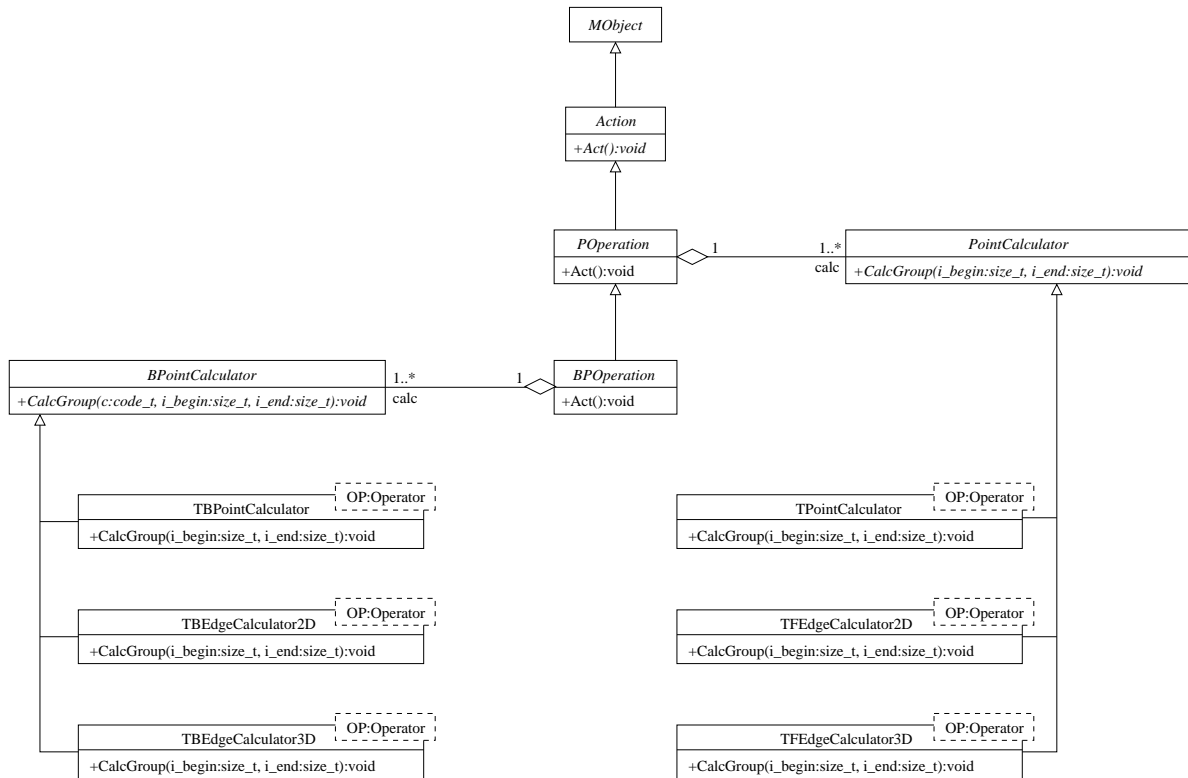 MObject
Action
+Act():void
POperation
+Act():void
1
1..*
calc
PointCalculator
+CalcGroup(i_begin:size_t, i_end:size_t):void
BPointCalculator
+CalcGroup(c:code_t, i_begin:size_t, i_end:size_t):void
1..*
calc
1
BPOperation
+Act():void
OP:Operator
TBPointCalculator
+CalcGroup(i_begin:size_t, i_end:size_t):void
OP:Operator
TPointCalculator
+CalcGroup(i_begin:size_t, i_end:size_t):void
OP:Operator
TBEdgeCalculator2D
+CalcGroup(i_begin:size_t, i_end:size_t):void
OP:Operator
TFEdgeCalculator2D
+CalcGroup(i_begin:size_t, i_end:size_t):void
OP:Operator
TBEdgeCalculator3D
+CalcGroup(i_begin:size_t, i_end:size_t):void
OP:Operator
TFEdgeCalculator3D
+CalcGroup(i_begin:size_t, i_end:size_t):void